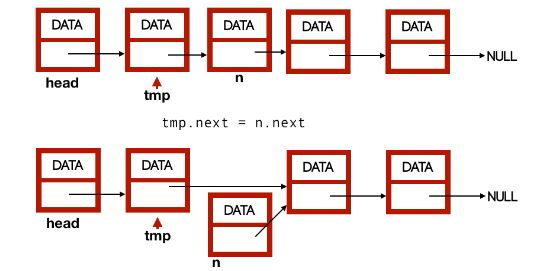 DATA DATA DATA DATA DATA
NULL
head tmp n
tmp.next = n.next
DATA DATA DATA DATA
NULL
DATA
head tmp
n